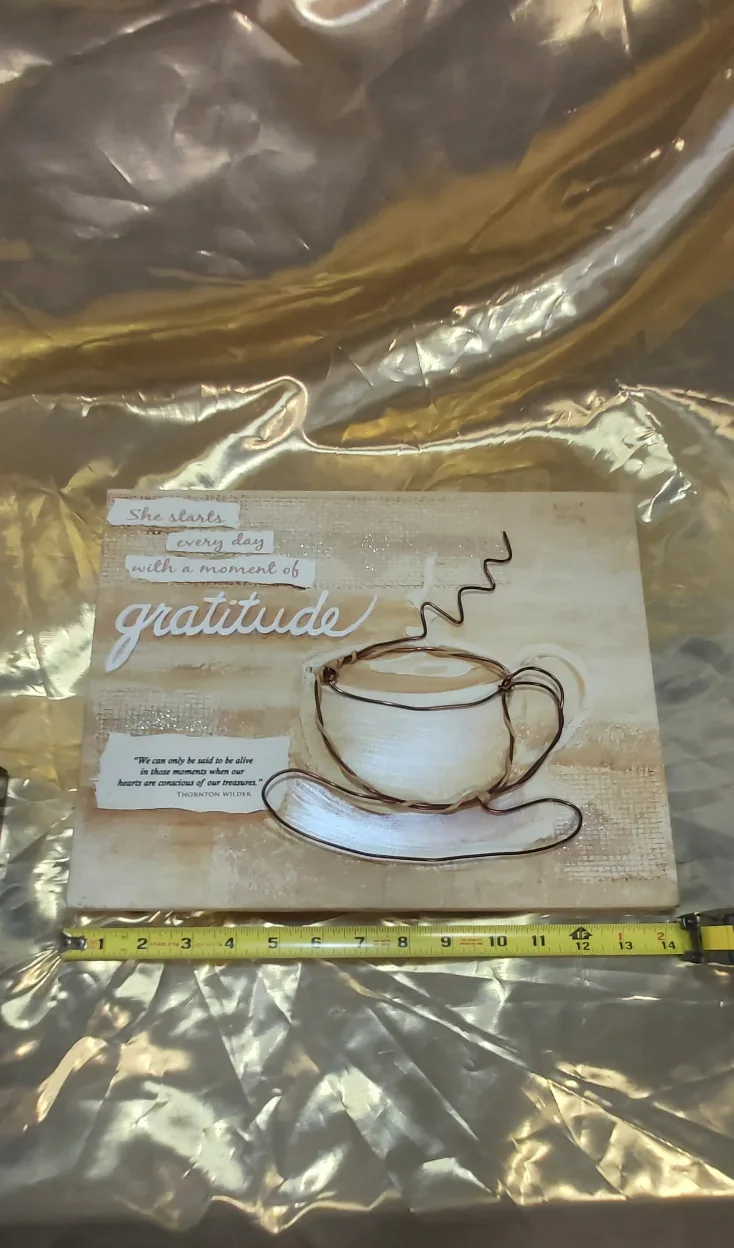 She starts
every day
with a moment of
gratitude
"We can only be said to be alive
in those moments when our
hearts are conscious of our treasures."
THORNTON WILDER
1 2 3 4 5 6 7 8 9 10 11 1F 12 1 13 2 14